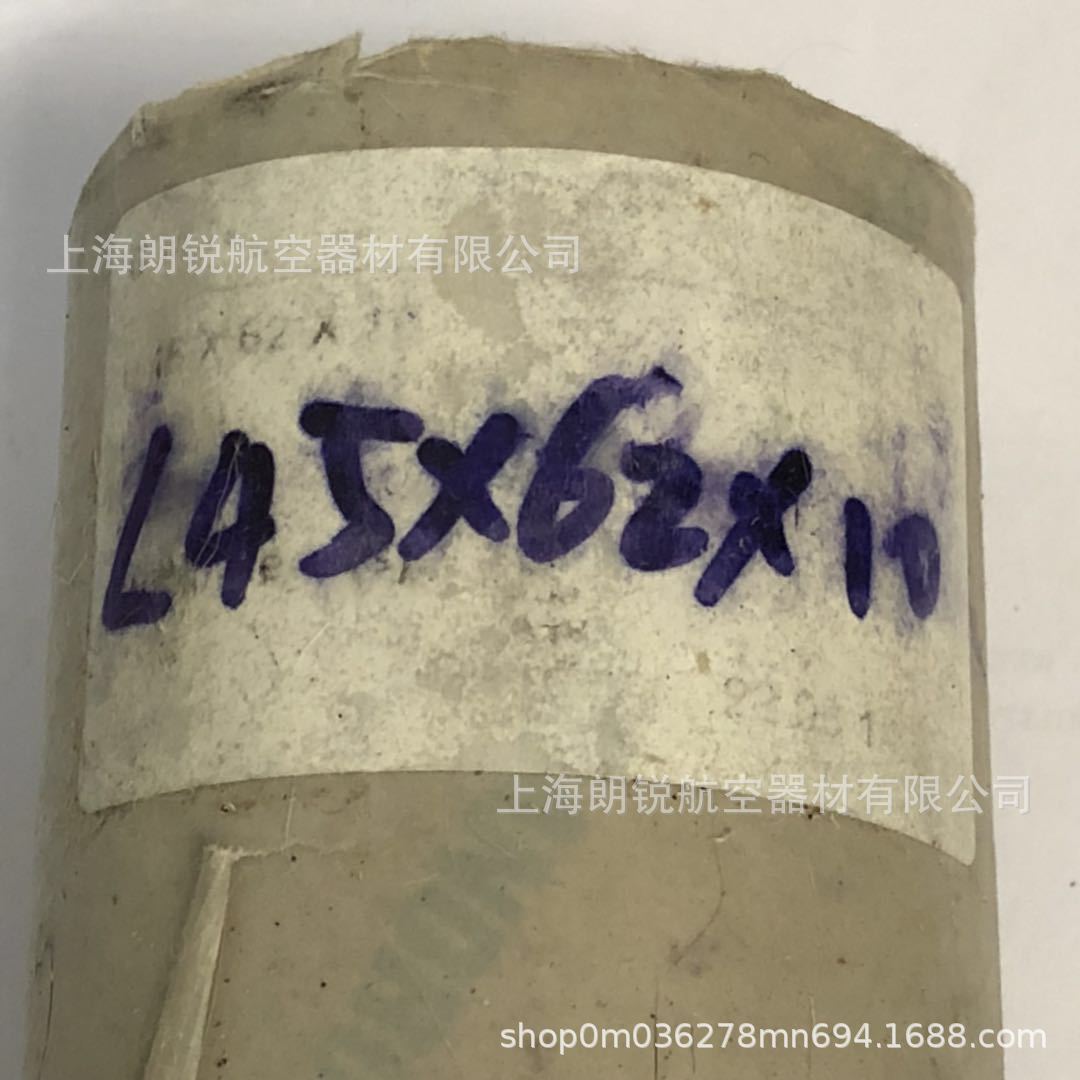 上海朗锐航空器材有限公司
X 62 X
L45X62X10
上海朗锐航空器材有限公司
shop0m036278mn694.1688.com